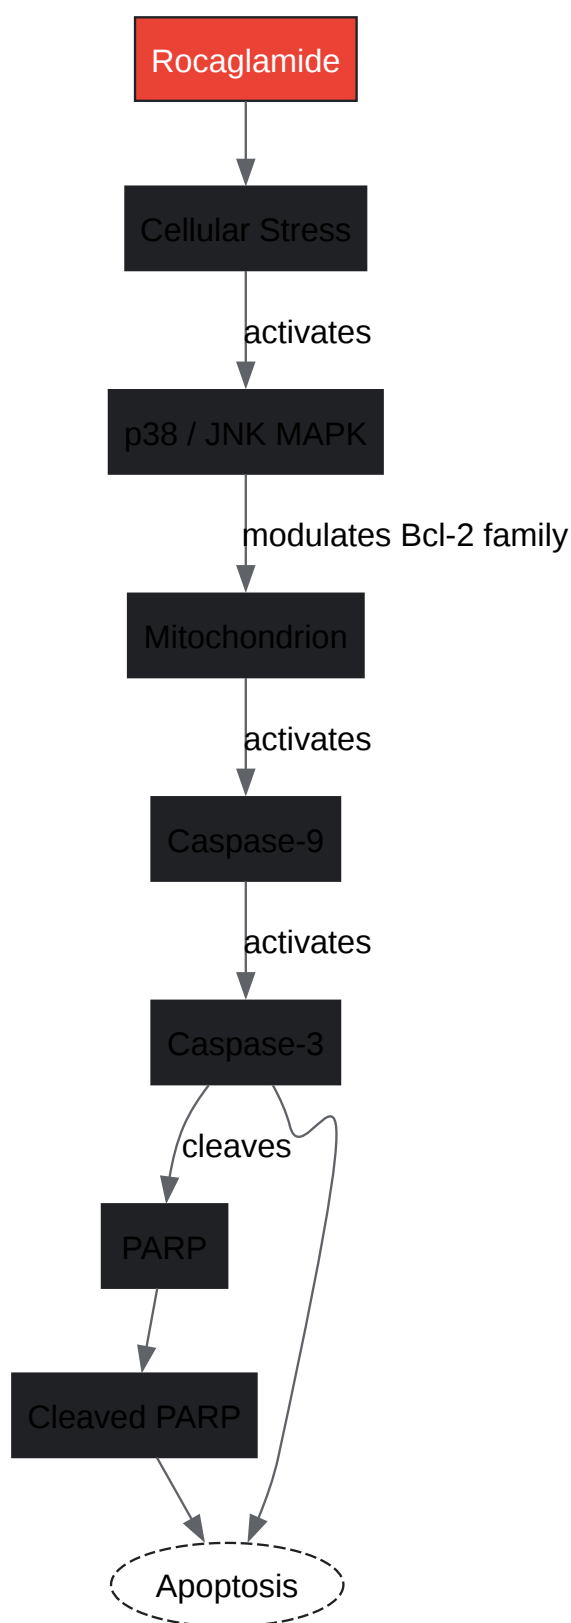 Rocaglamide
Cellular Stress
activates
p38 / JNK MAPK
modulates Bcl-2 family
Mitochondrion
activates
Caspase-9
activates
Caspase-3
cleaves
PARP
Cleaved PARP
Apoptosis